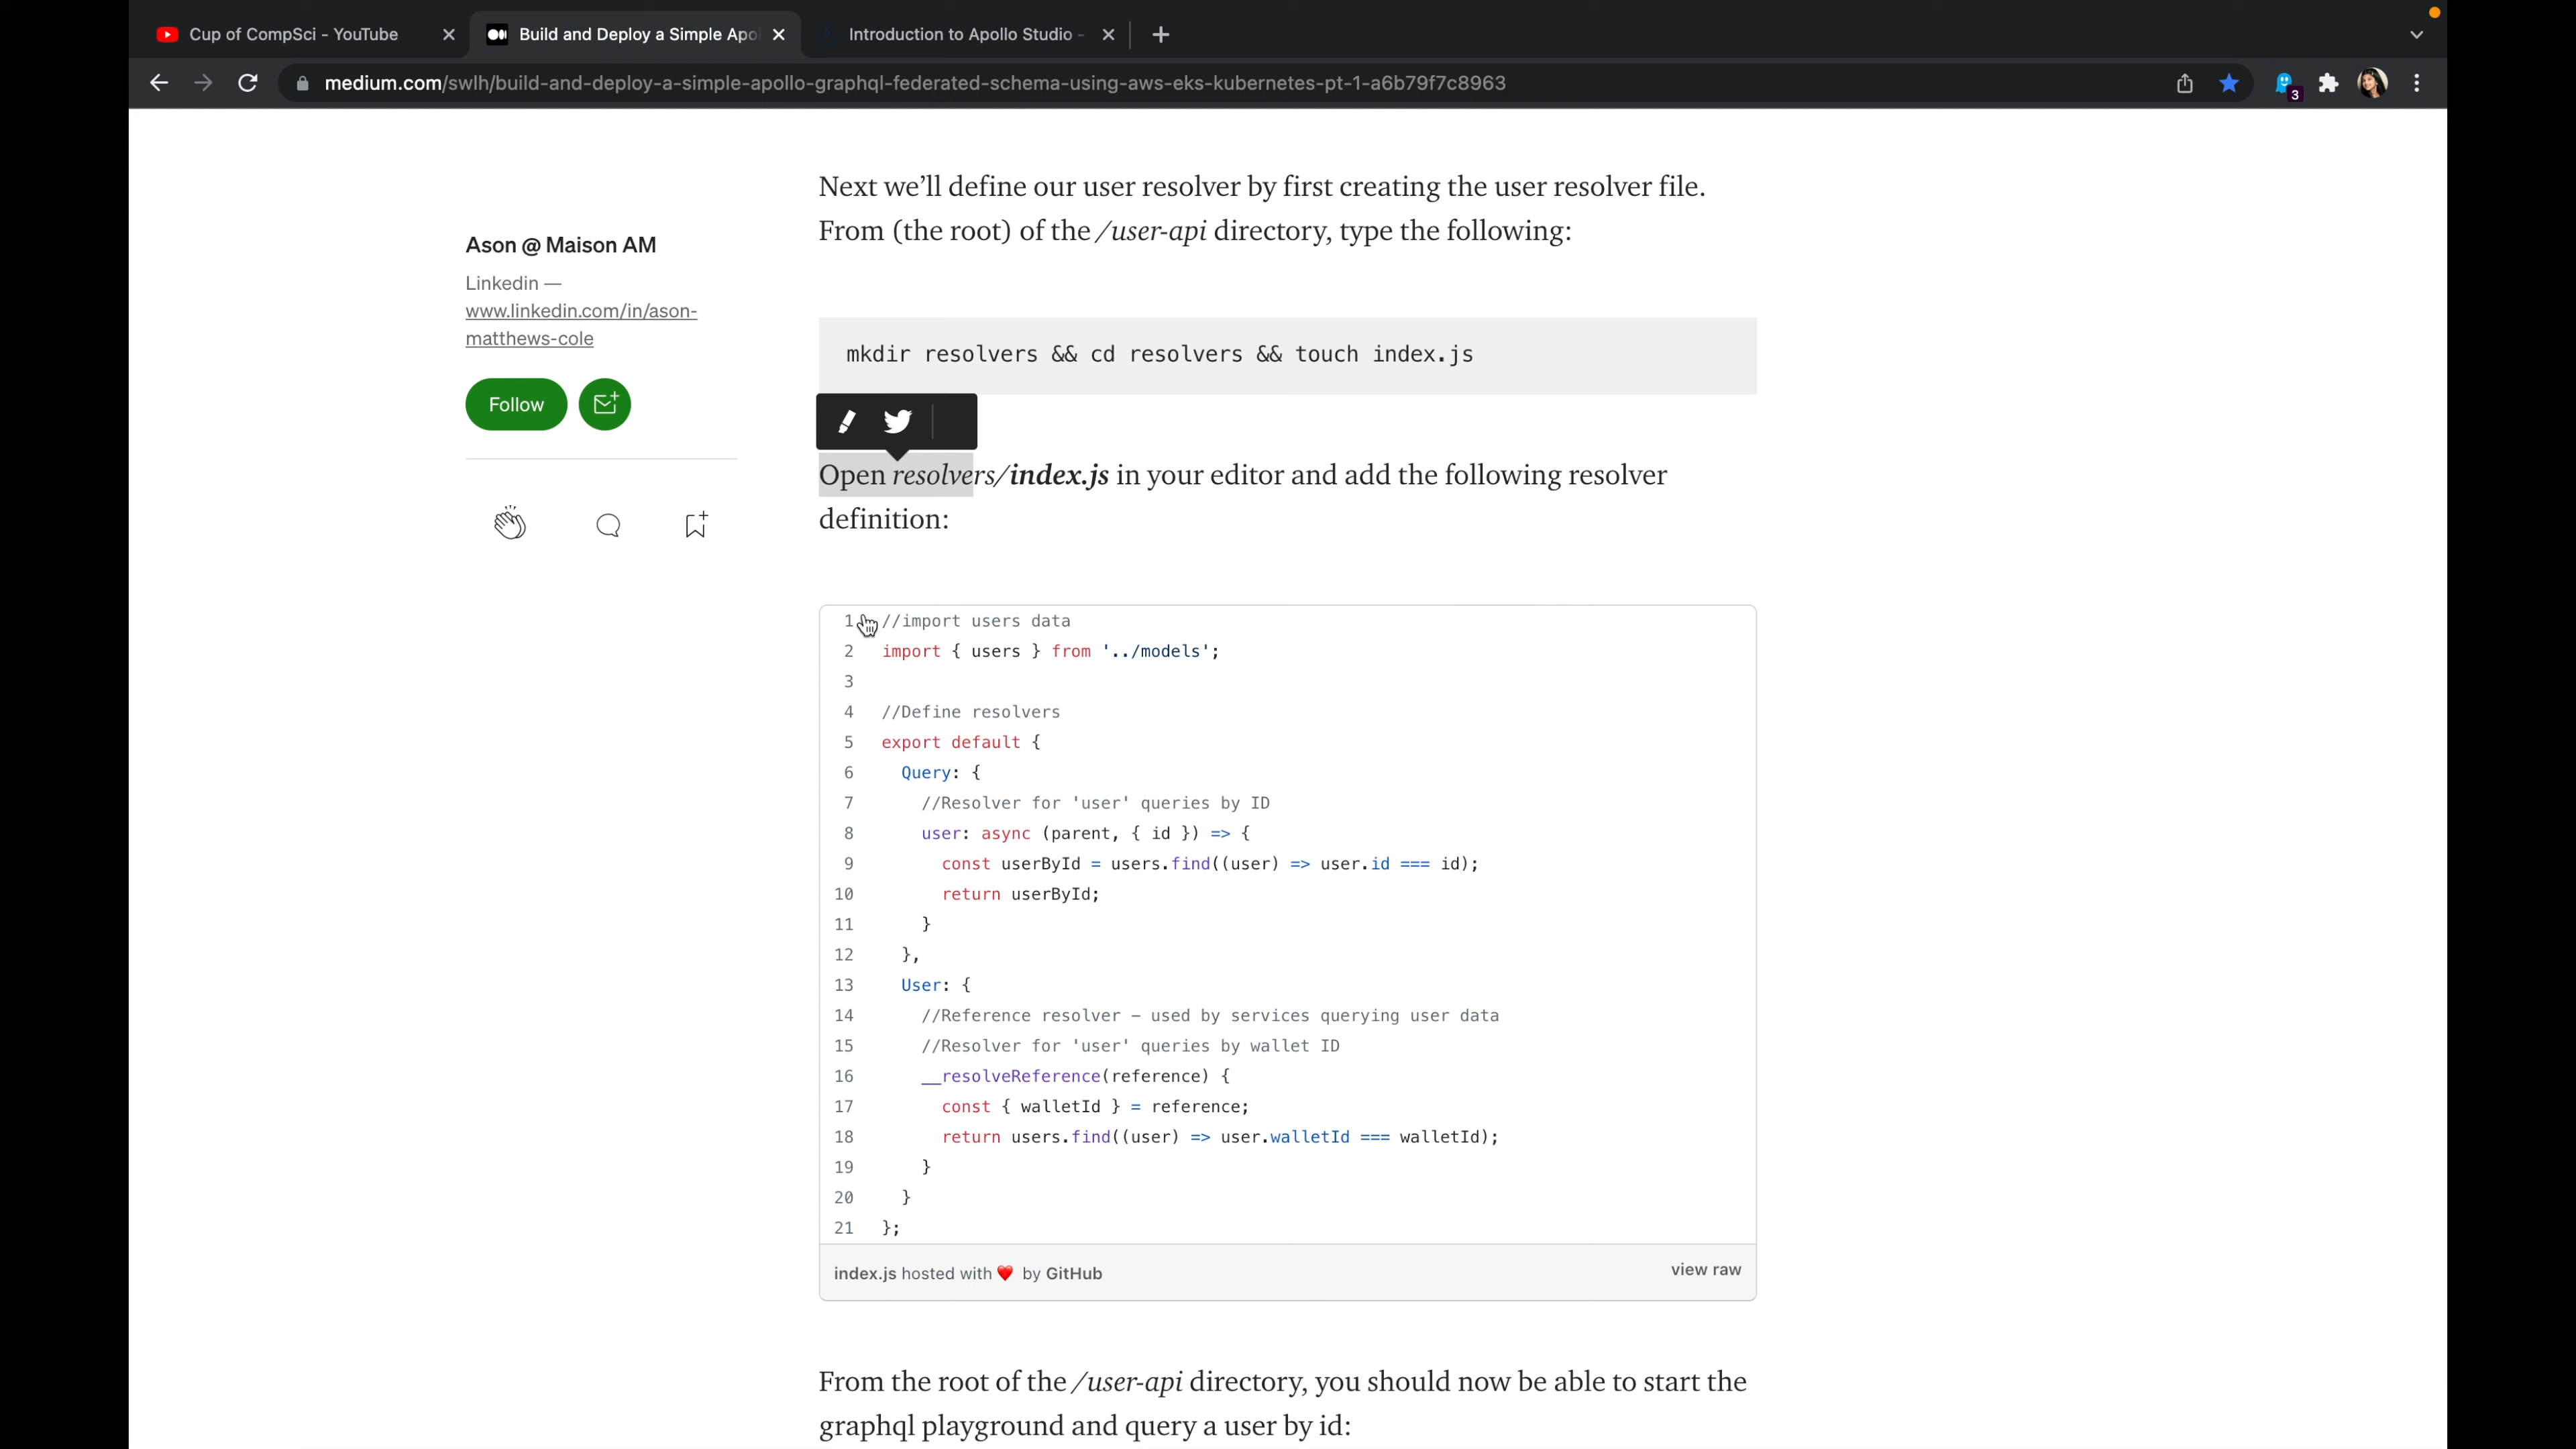 Cup of CompSci - YouTube
Build and Deploy a Simple Apo
Introduction to Apollo Studio -
medium.com/swlh/build-and-deploy-a-simple-apollo-graphql-federated-schema-using-aws-eks-kubernetes-pt-1-a6b79f7c8963
3
Ason @ Maison AM
Linkedin —
www.linkedin.com/in/ason-
matthews-cole
Follow
Next we’ll define our user resolver by first creating the user resolver file.
From (the root) of the /user-api directory, type the following:
mkdir resolvers && cd resolvers && touch index.js
Open resolvers/index.js in your editor and add the following resolver
definition:
1 //import users data
2 import { users } from '../models';
3
4 //Define resolvers
5 export default {
6 Query: {
7 //Resolver for 'user' queries by ID
8 user: async (parent, { id }) => {
9 const userById = users.find((user) => user.id === id);
10 return userById;
11 }
12 },
13 User: {
14 //Reference resolver – used by services querying user data
15 //Resolver for 'user' queries by wallet ID
16 __resolveReference(reference) {
17 const { walletId } = reference;
18 return users.find((user) => user.walletId === walletId);
19 }
20 }
21 };
index.js hosted with ❤ by GitHub
view raw
From the root of the /user-api directory, you should now be able to start the
graphql playground and query a user by id: